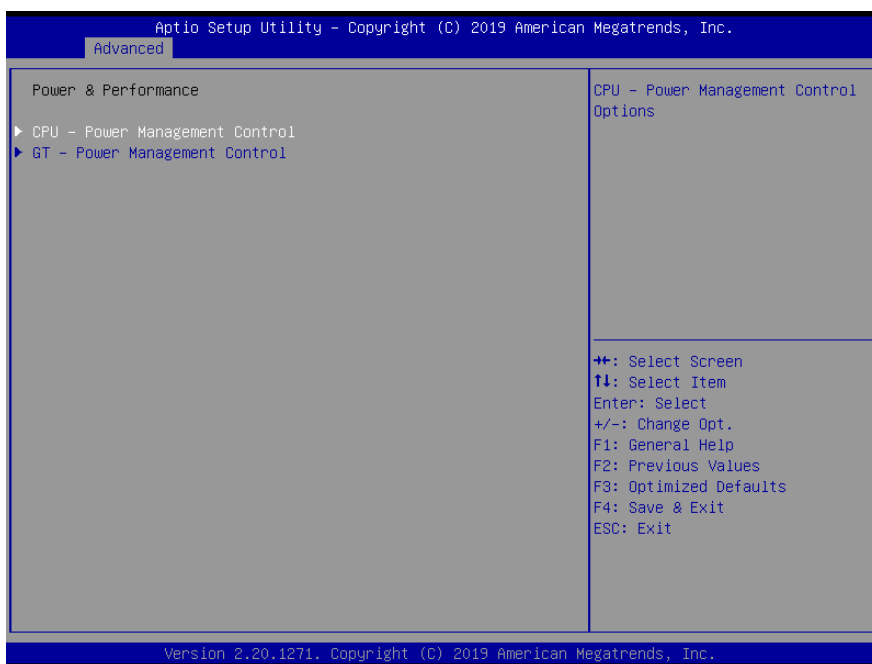 Aptio Setup Utility – Copyright (C) 2019 American Megatrends, Inc.
Advanced
Power & Performance
▶ CPU – Power Management Control
▶ GT – Power Management Control
CPU – Power Management Control
Options
→←: Select Screen
↑↓: Select Item
Enter: Select
+/-: Change Opt.
F1: General Help
F2: Previous Values
F3: Optimized Defaults
F4: Save & Exit
ESC: Exit
Version 2.20.1271. Copyright (C) 2019 American Megatrends, Inc.